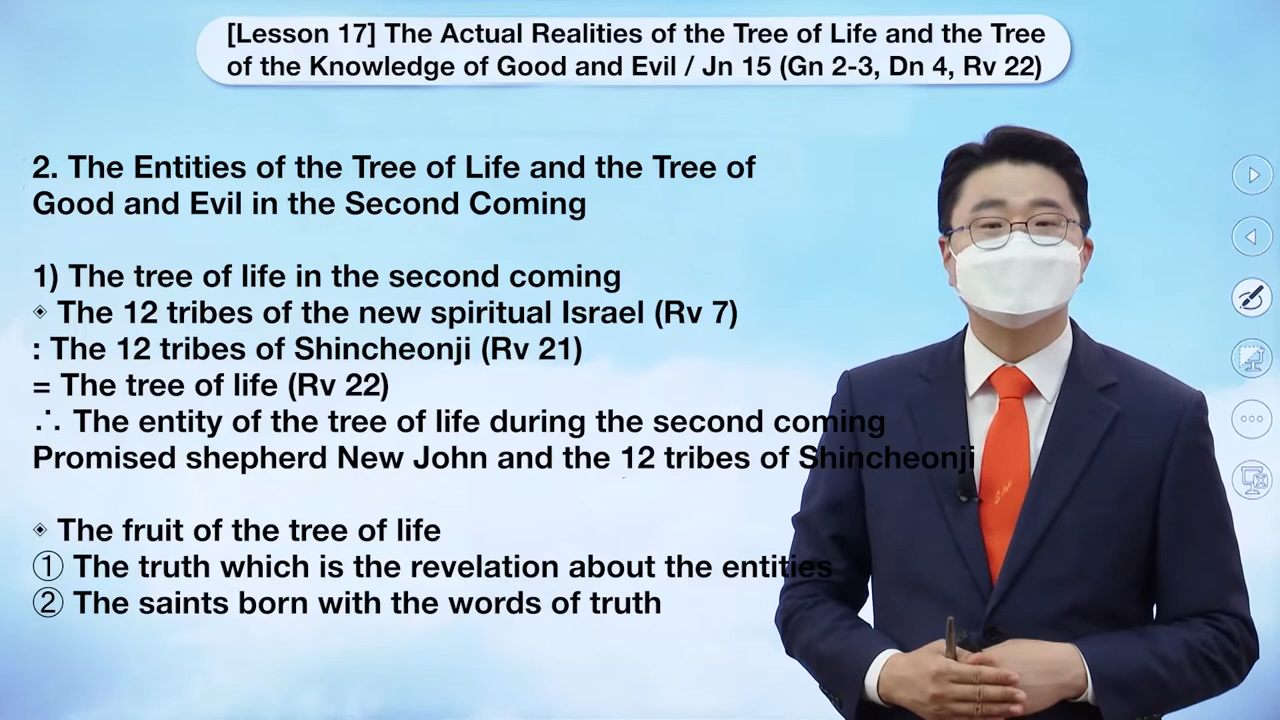 [Lesson 17] The Actual Realities of the Tree of Life and the Tree
of the Knowledge of Good and Evil / Jn 15 (Gn 2-3, Dn 4, Rv 22)
2. The Entities of the Tree of Life and the Tree of
Good and Evil in the Second Coming
1) The tree of life in the second coming
◈ The 12 tribes of the new spiritual Israel (Rv 7)
: The 12 tribes of Shincheonji (Rv 21)
= The tree of life (Rv 22)
∴ The entity of the tree of life during the second coming
Promised shepherd New John and the 12 tribes of Shincheonji
◈ The fruit of the tree of life
① The truth which is the revelation about the entities
② The saints born with the words of truth